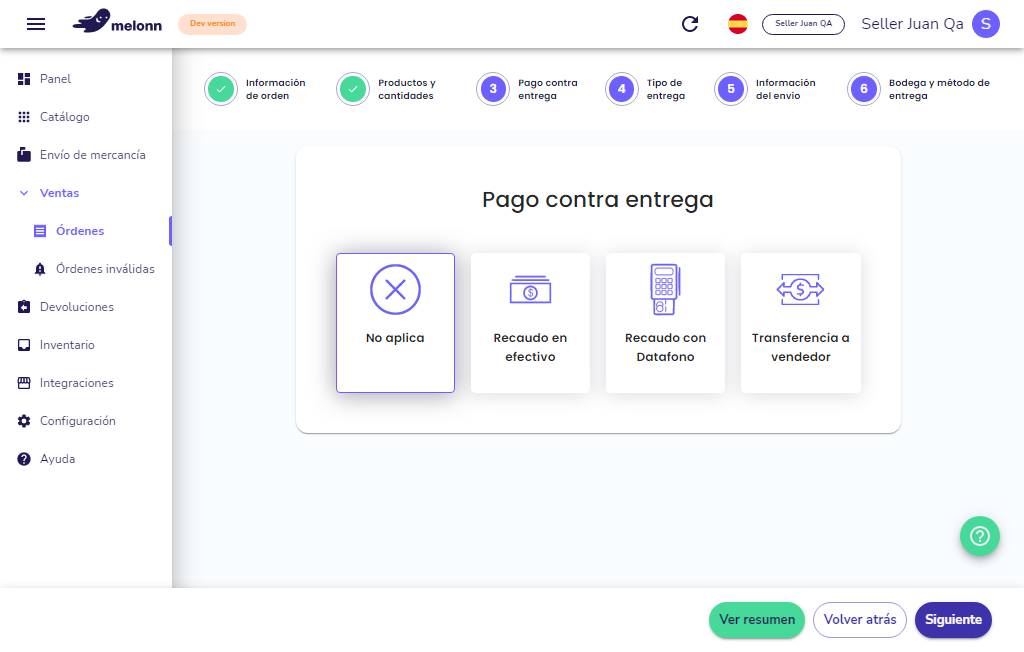 melonn
Dev version
Seller Juan QA
Seller Juan Qa
S
Panel
Catálogo
Envío de mercancía
Ventas
Órdenes
Órdenes inválidas
Devoluciones
Inventario
Integraciones
Configuración
Ayuda
Información
de orden
Productos y
cantidades
3
Pago contra
entrega
4
Tipo de
entrega
5
Información
del envío
6
Bodega y método de
entrega
Pago contra entrega
No aplica
Recaudo en
efectivo
Recaudo con
Datafono
Transferencia a
vendedor
Ver resumen
Volver atrás
Siguiente